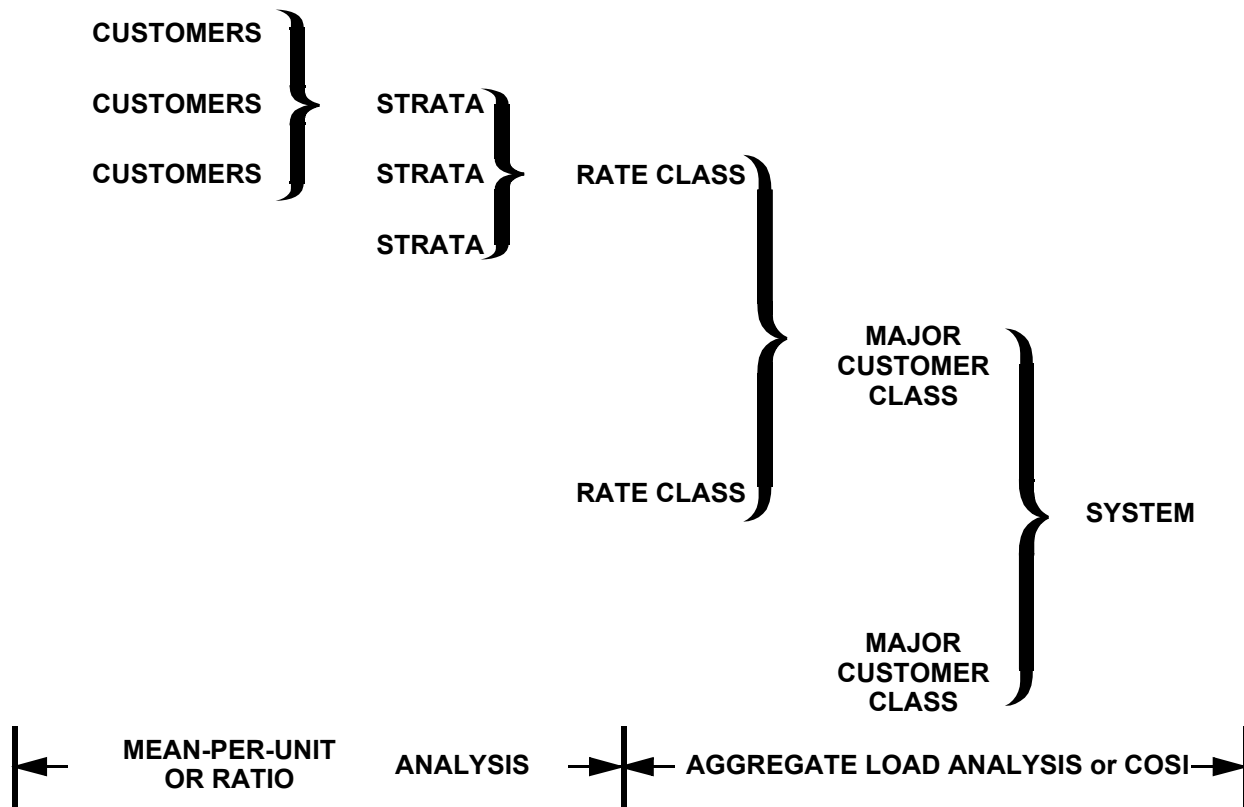 CUSTOMERS
CUSTOMERS
CUSTOMERS
STRATA
STRATA
STRATA
RATE CLASS
RATE CLASS
MAJOR
CUSTOMER
CLASS
MAJOR
CUSTOMER
CLASS
SYSTEM
MEAN-PER-UNIT
OR RATIO
ANALYSIS
AGGREGATE LOAD ANALYSIS or COSI